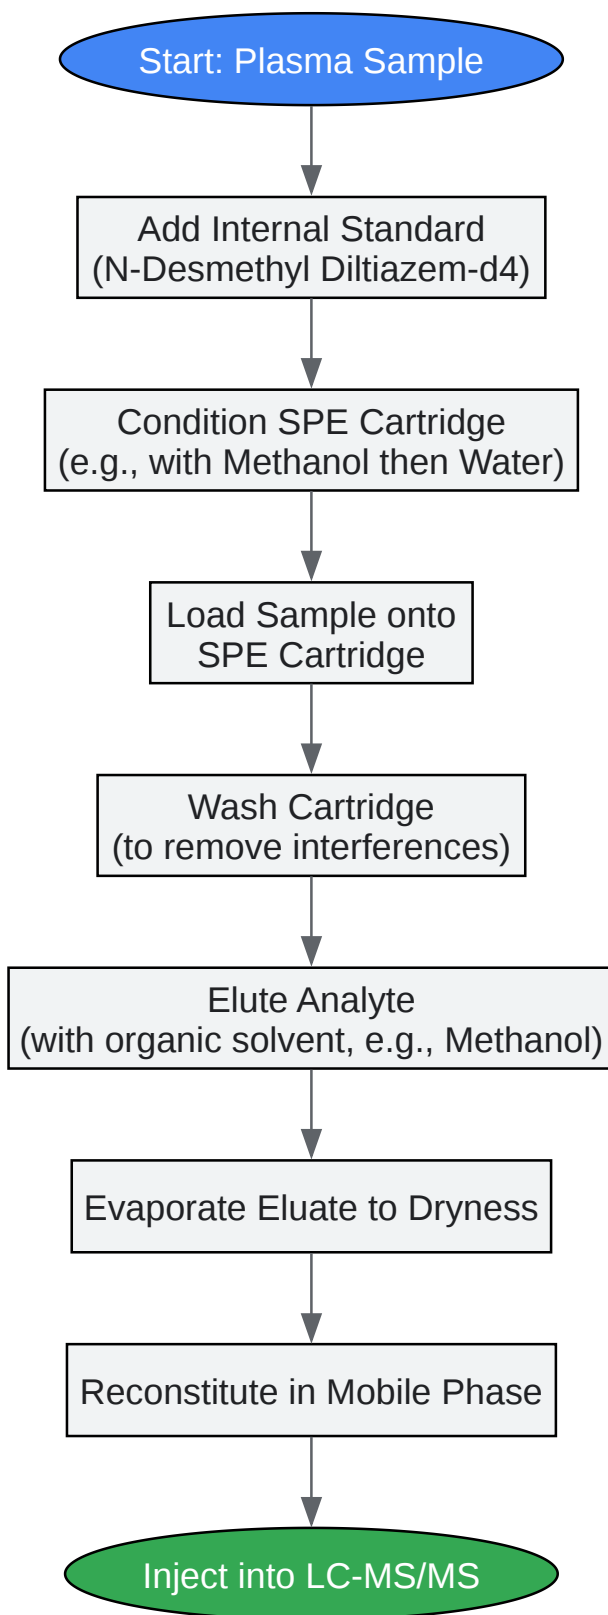 Start: Plasma Sample
Add Internal Standard
(N-Desmethyl Diltiazem-d4)
Condition SPE Cartridge
(e.g., with Methanol then Water)
Load Sample onto
SPE Cartridge
Wash Cartridge
(to remove interferences)
Elute Analyte
(with organic solvent, e.g., Methanol)
Evaporate Eluate to Dryness
Reconstitute in Mobile Phase
Inject into LC-MS/MS